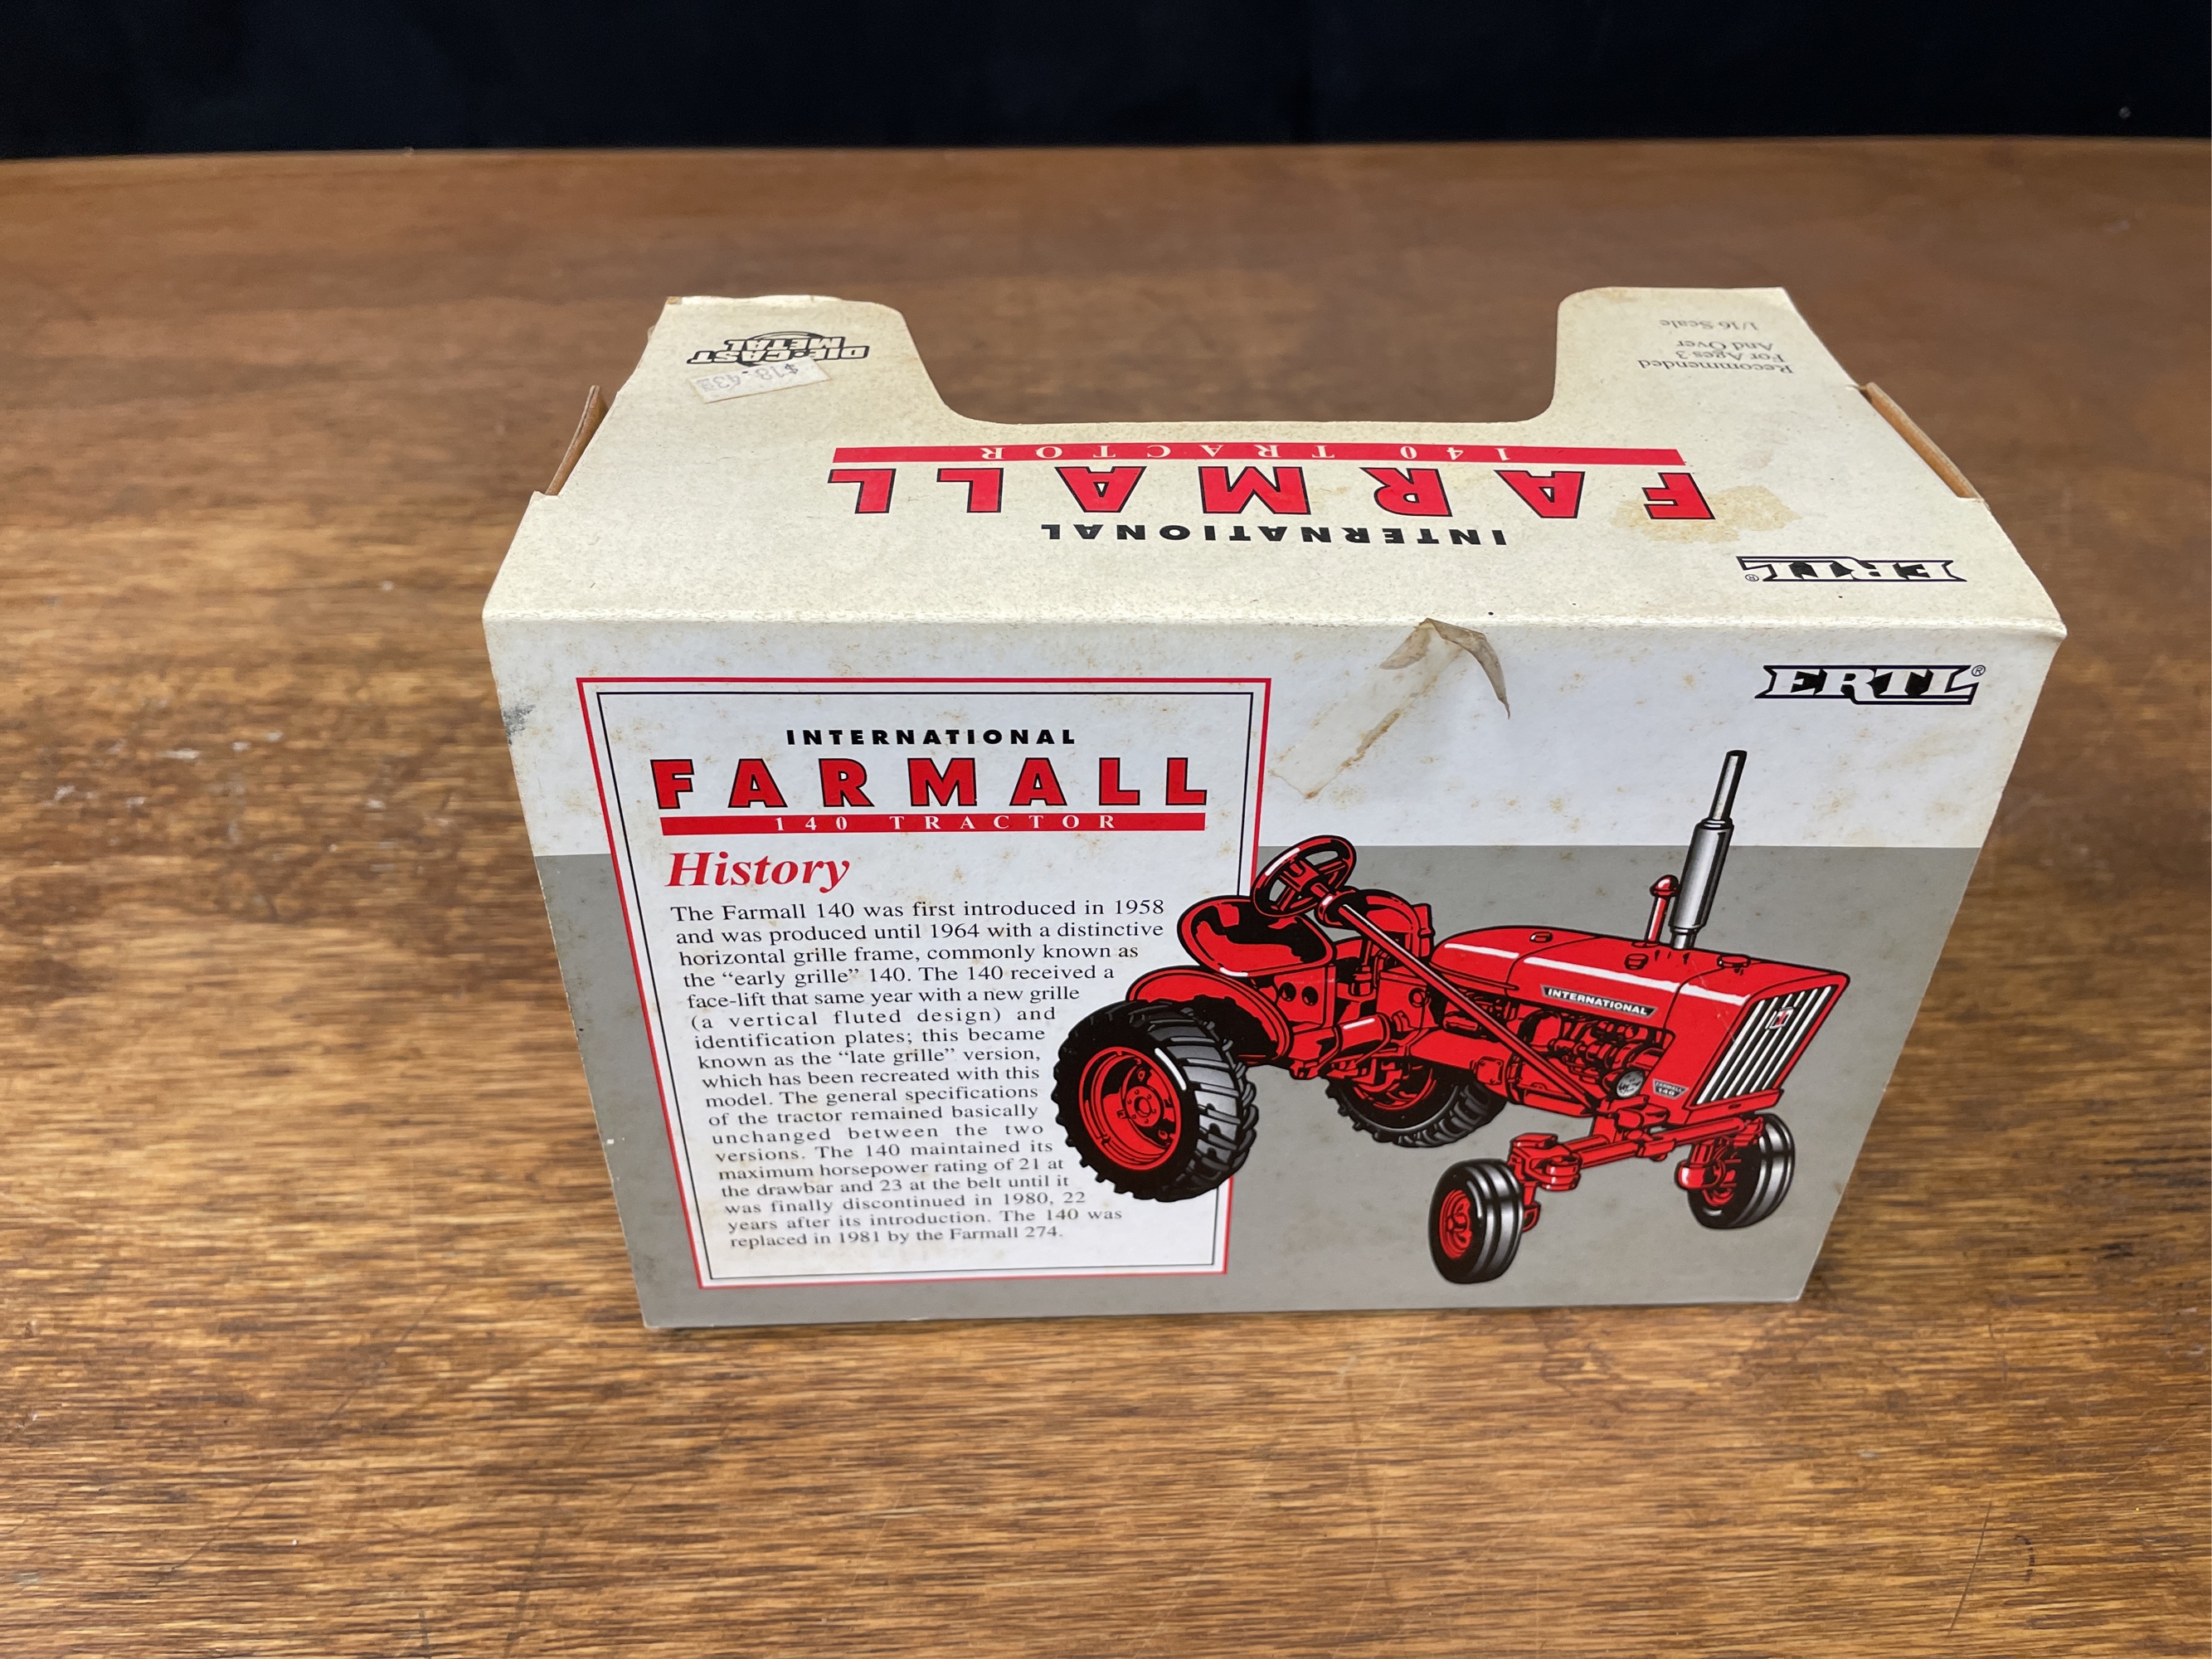 1/16 Scale
Recommended
For Ages 3
And Over
DIE-CAST
METAL
$18.43
ERTL®
INTERNATIONAL
FARMALL
140 TRACTOR
ERTL®
INTERNATIONAL
FARMALL
140 TRACTOR
History
The Farmall 140 was first introduced in 1958
and was produced until 1964 with a distinctive
horizontal grille frame, commonly known as
the “early grille” 140. The 140 received a
face-lift that same year with a new grille
(a vertical fluted design) and
identification plates; this became
known as the “late grille” version,
which has been recreated with this
model. The general specifications
of the tractor remained basically
unchanged between the two
versions. The 140 maintained its
maximum horsepower rating of 21 at
the drawbar and 23 at the belt until it
was finally discontinued in 1980, 22
years after its introduction. The 140 was
replaced in 1981 by the Farmall 274.
INTERNATIONAL
FARMALL
140